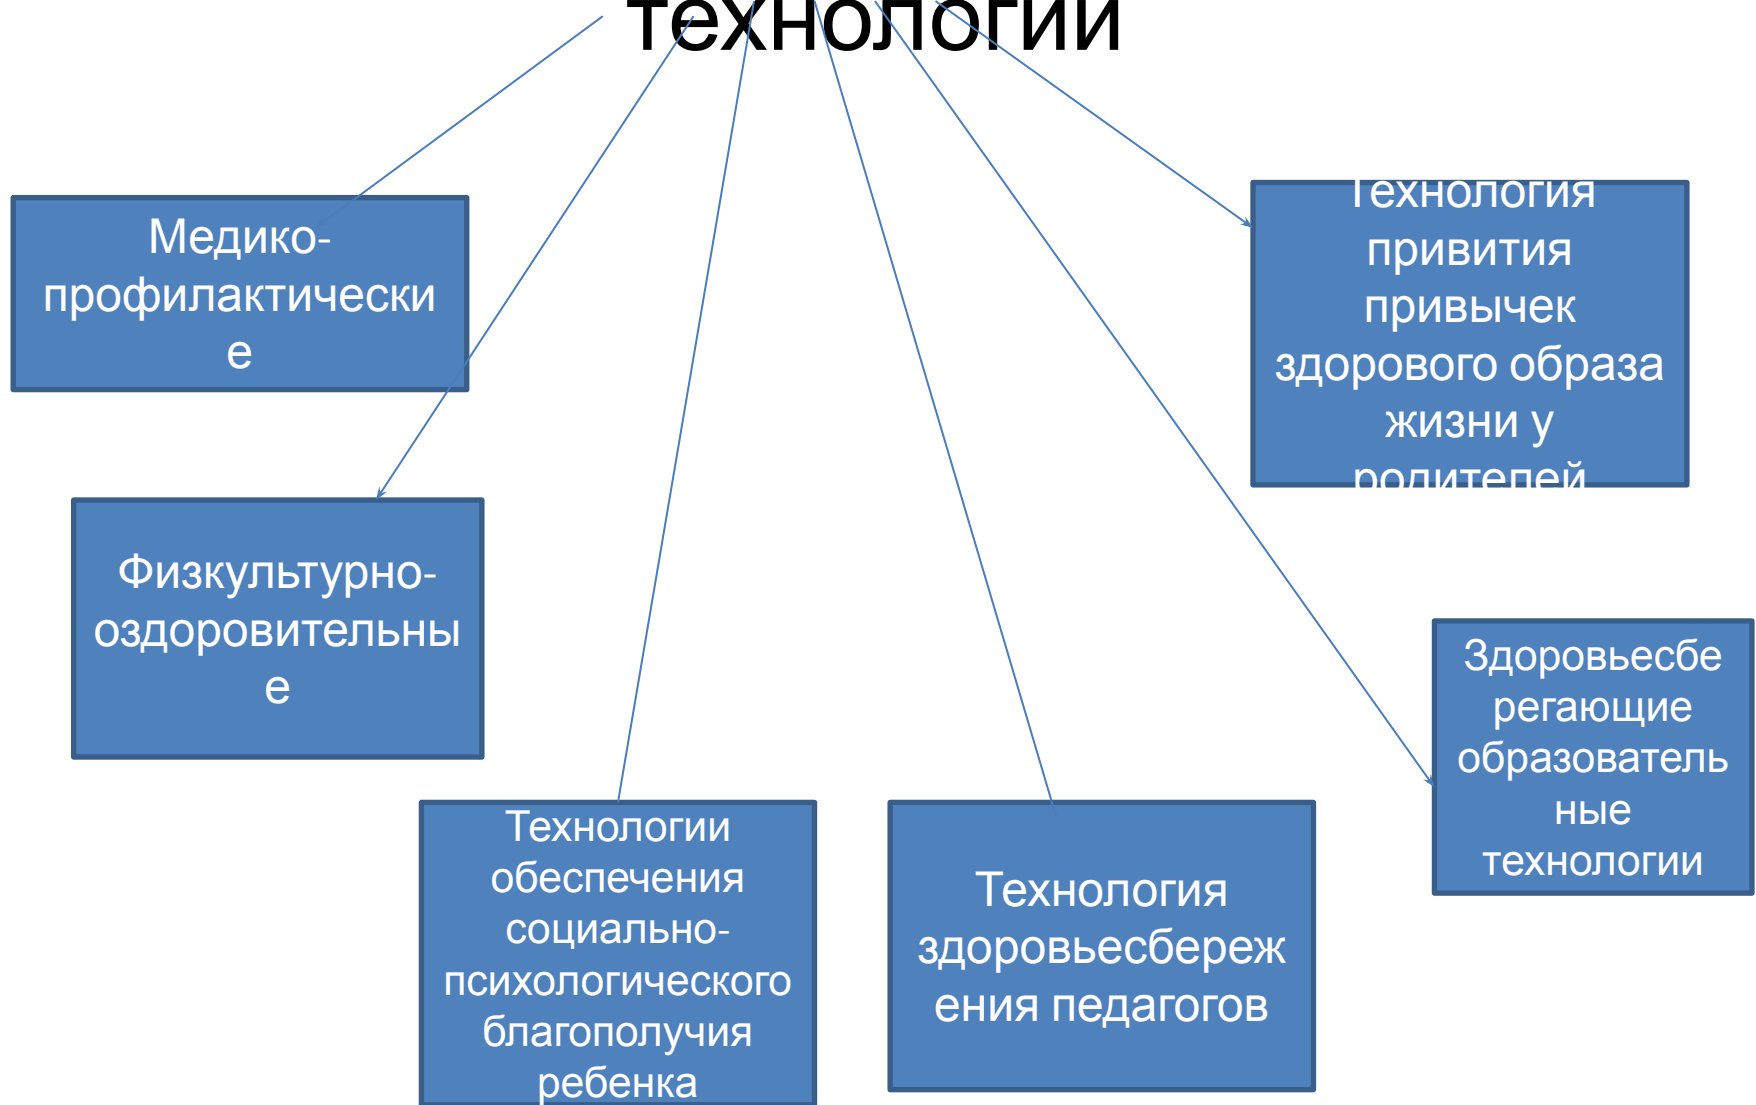 технологии
Медико-
профилактически
е
Технология
привития
привычек
здорового образа
жизни у
родителей
Физкультурно-
оздоровительны
е
Здоровьесбе
регающие
образователь
ные
технологии
Технологии
обеспечения
социально-
психологического
благополучия
ребенка
Технология
здоровьесбереж
ения педагогов